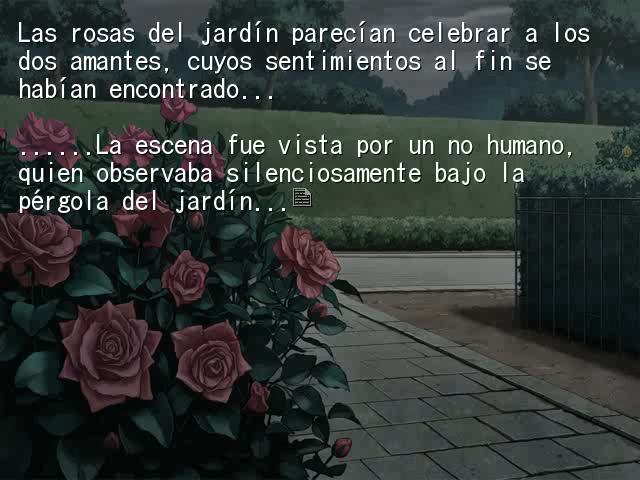 Las rosas del jardín parecían celebrar a los
dos amantes, cuyos sentimientos al fin se
habían encontrado...
......La escena fue vista por un no humano,
quien observaba silenciosamente bajo la
pérgola del jardín...